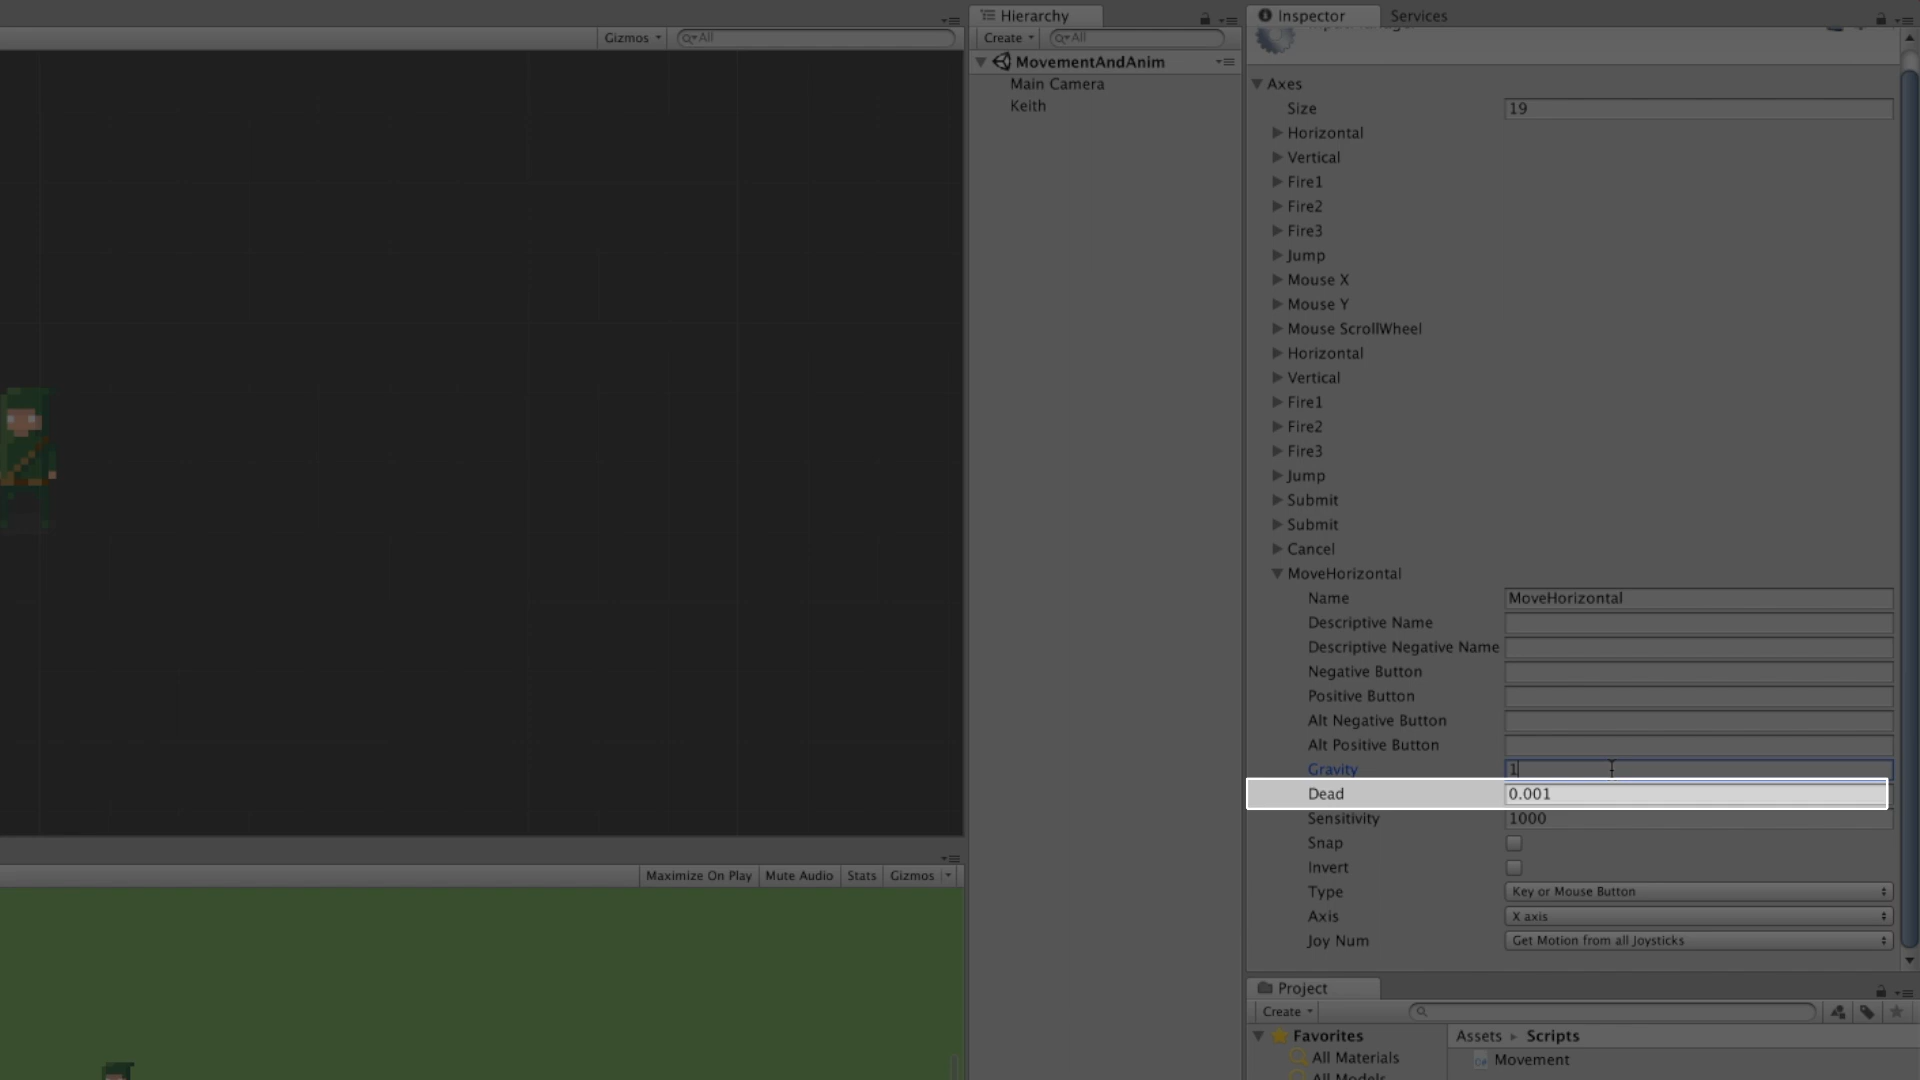 Gizmos
All
Hierarchy
Create
All
MovementAndAnim
Main Camera
Keith
Inspector
Services
Axes
Size 19
Horizontal
Vertical
Fire1
Fire2
Fire3
Jump
Mouse X
Mouse Y
Mouse ScrollWheel
Horizontal
Vertical
Fire1
Fire2
Fire3
Jump
Submit
Submit
Cancel
MoveHorizontal
Name MoveHorizontal
Descriptive Name
Descriptive Negative Name
Negative Button
Positive Button
Alt Negative Button
Alt Positive Button
Gravity 1
Dead 0.001
Sensitivity 1000
Snap
Invert
Type Key or Mouse Button
Axis X axis
Joy Num Get Motion from all Joysticks
Maximize On Play Mute Audio Stats Gizmos
Project
Create
Favorites
All Materials
All Models
Assets Scripts
Movement